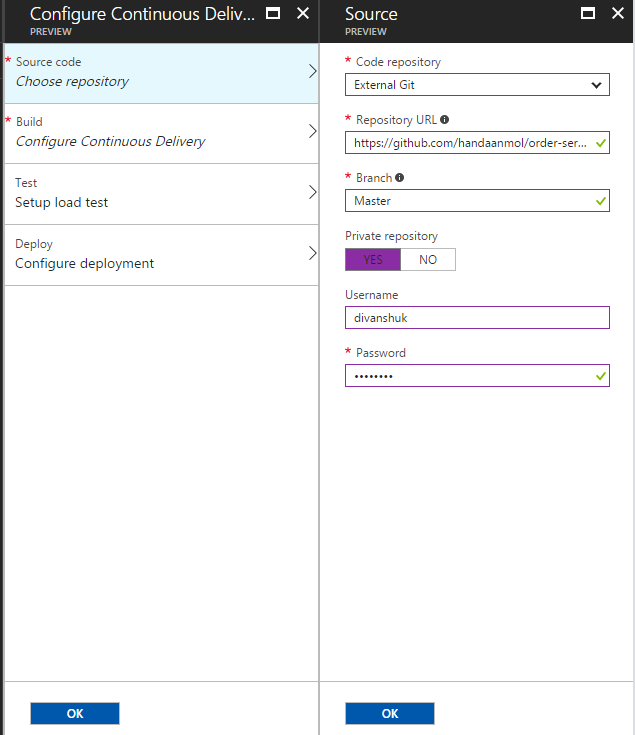 Configure Continuous Deliv...
PREVIEW
* Source code
Choose repository
* Build
Configure Continuous Delivery
Test
Setup load test
Deploy
Configure deployment
OK
Source
PREVIEW
* Code repository
External Git
* Repository URL
https://github.com/handaanmol/order-ser...
* Branch
Master
Private repository
YES NO
Username
divanshuk
* Password
••••••••
OK